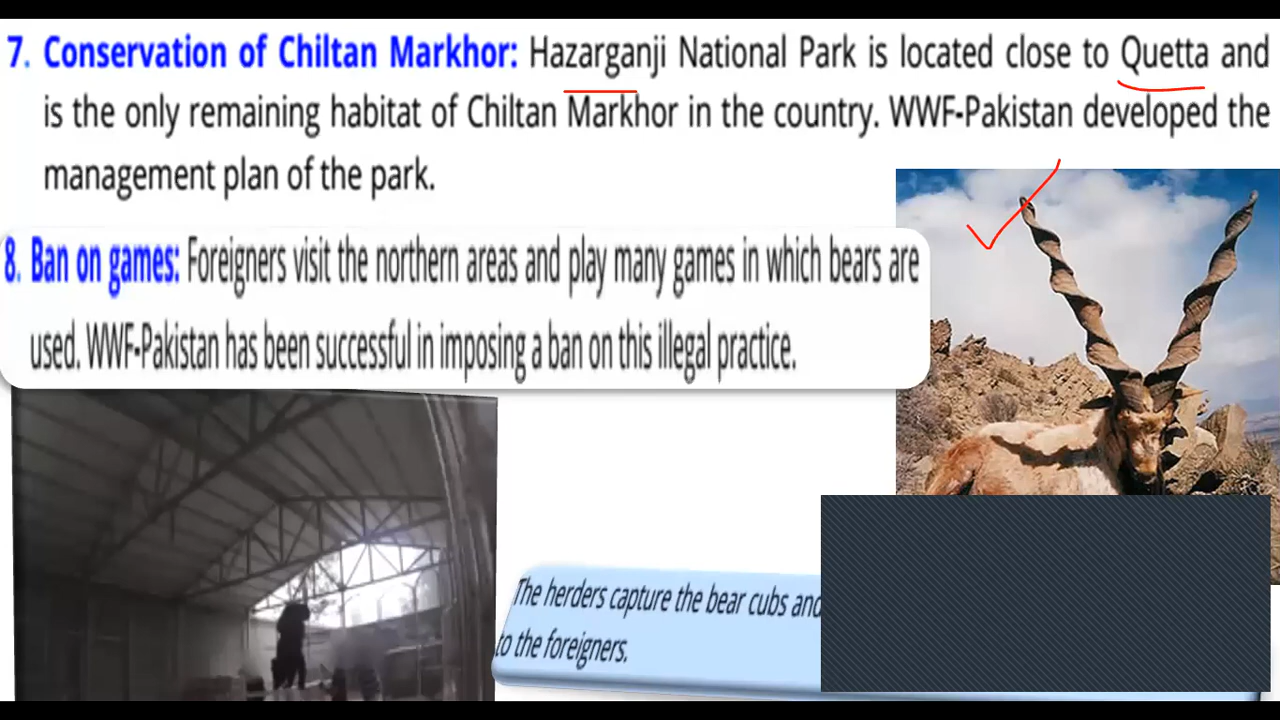 7. Conservation of Chiltan Markhor: Hazarganji National Park is located close to Quetta and
is the only remaining habitat of Chiltan Markhor in the country. WWF-Pakistan developed the
management plan of the park.
8. Ban on games: Foreigners visit the northern areas and play many games in which bears are
used. WWF-Pakistan has been successful in imposing a ban on this illegal practice.
The herders capture the bear cubs and
to the foreigners.